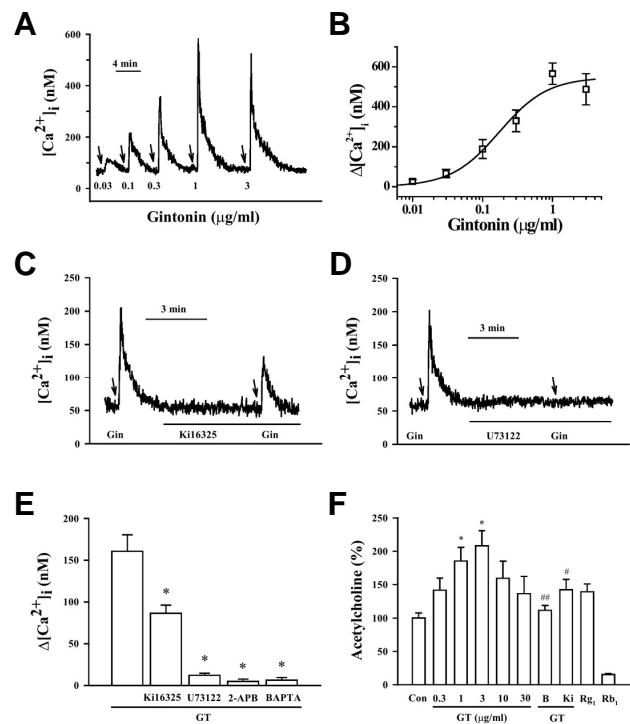 A
[Ca2+]i (nM)
600
400
200
0
4 min
0.03 0.1 0.3 1 3
Gintonin (μg/ml)
B
Δ[Ca2+]i (nM)
600
400
200
0
0.01 0.1 1
Gintonin (μg/ml)
C
[Ca2+]i (nM)
250
200
150
100
50
0
3 min
Gin Ki16325 Gin
D
[Ca2+]i (nM)
250
200
150
100
50
0
3 min
Gin U73122 Gin
E
Δ[Ca2+]i (nM)
200
150
100
50
0
* * * *
Ki16325 U73122 2-APB BAPTA
GT
F
Acetylcholine (%)
250
200
150
100
50
0
* * ## #
Con 0.3 1 3 10 30 B Ki Rg1 Rb1
GT (μg/ml) GT